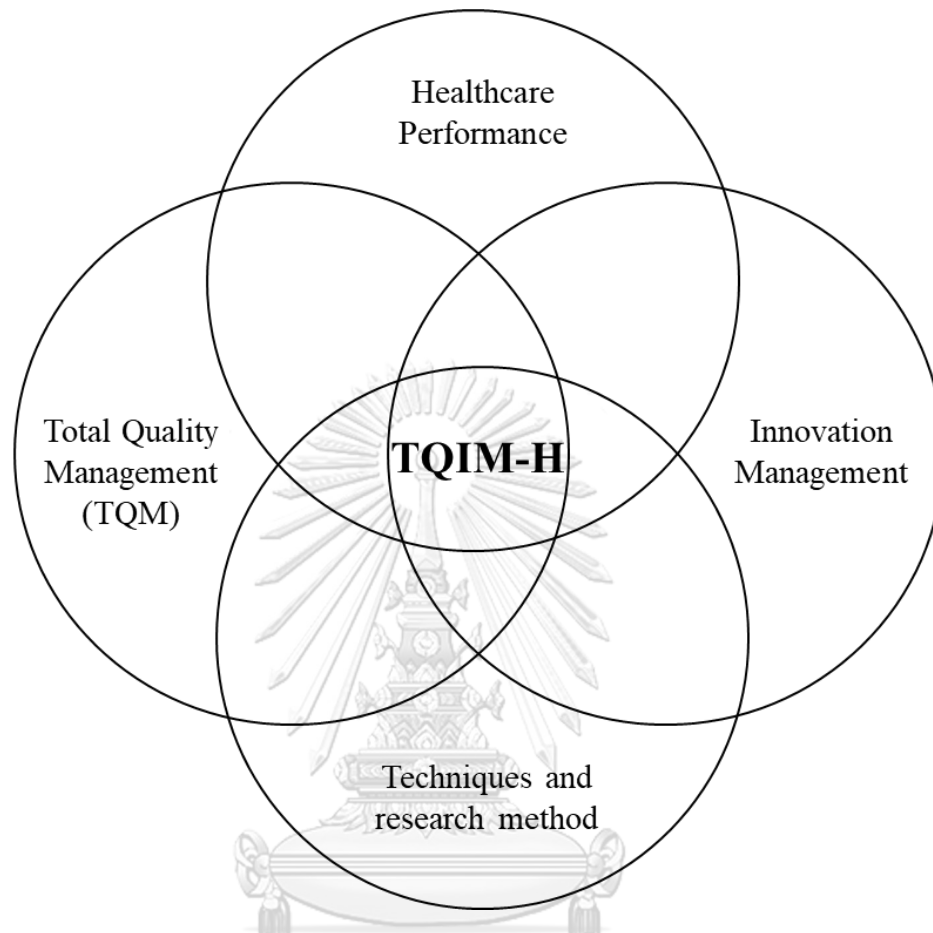 Healthcare
Performance
Total Quality
Management
(TQM)
TQIM-H
Innovation
Management
Techniques and
research method